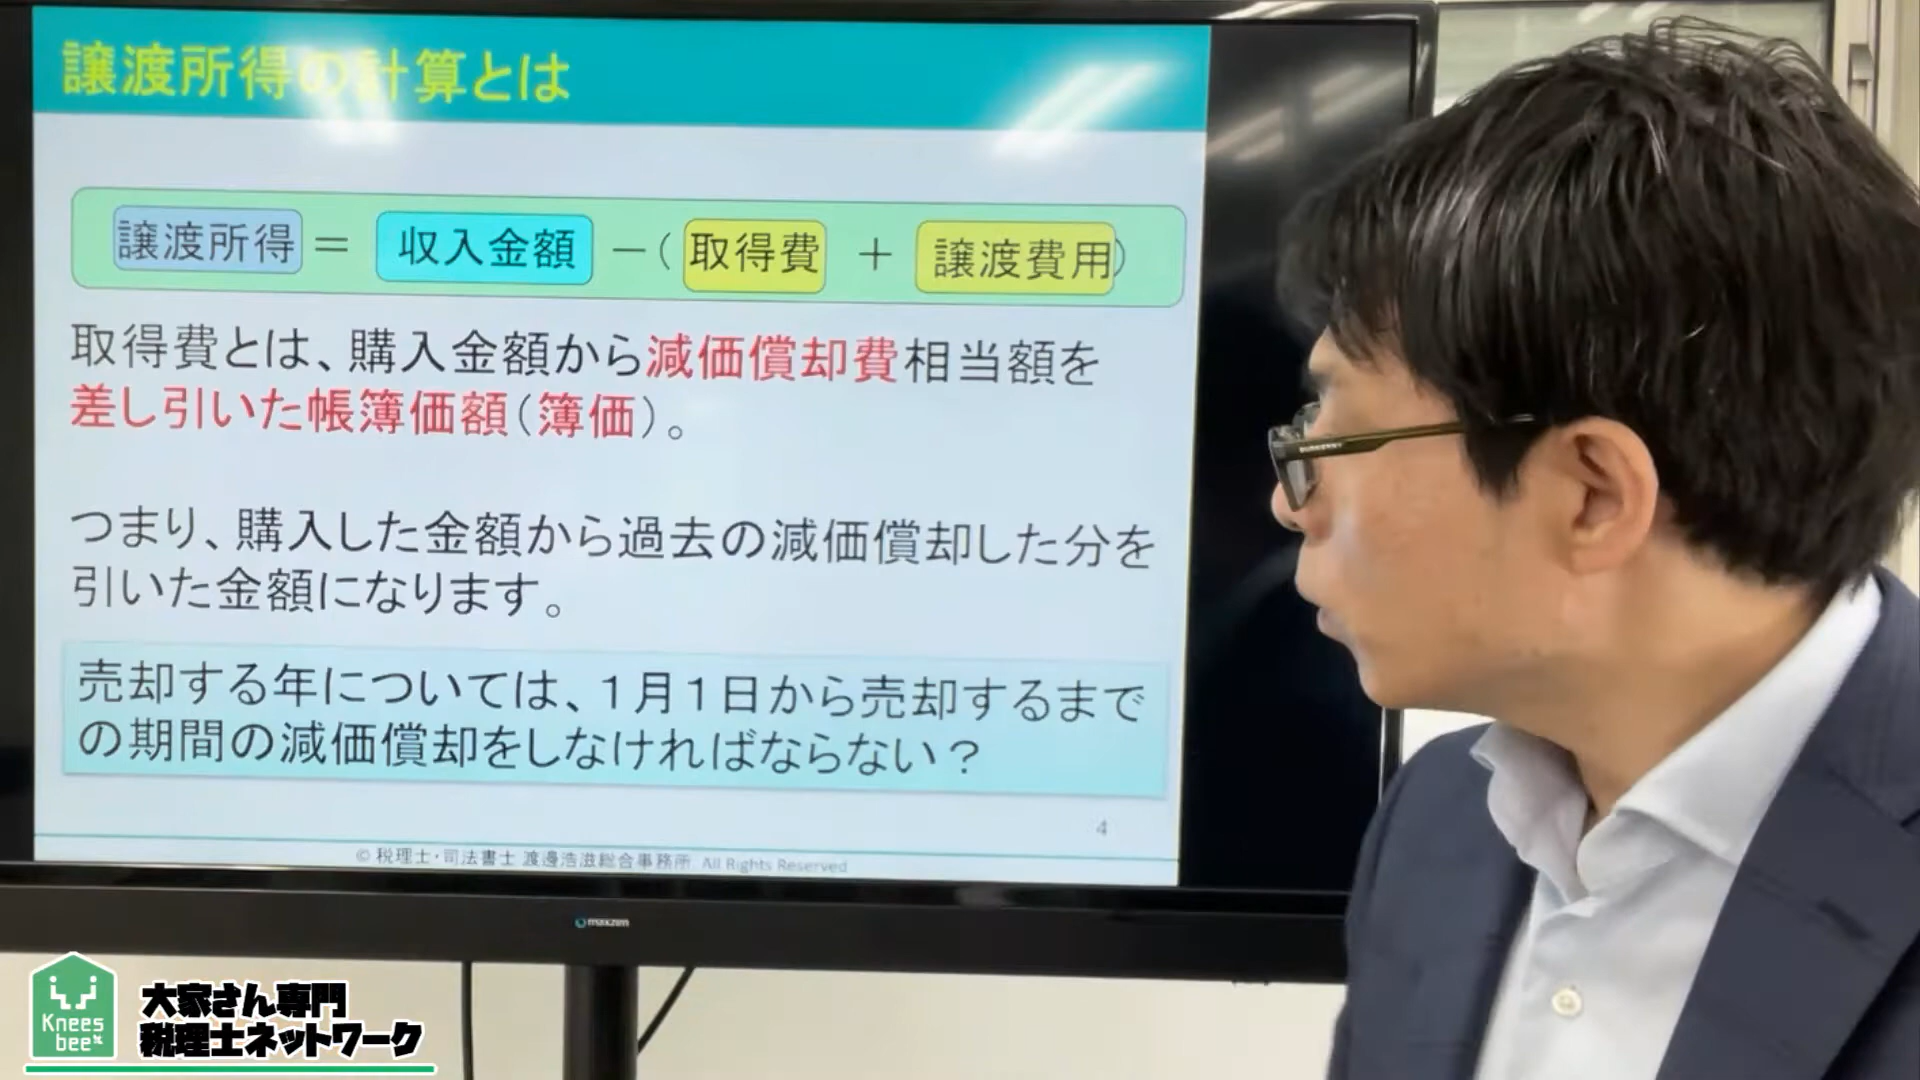 譲渡所得の計算とは
譲渡所得 = 収入金額 －( 取得費 + 譲渡費用)
取得費とは、購入金額から減価償却費相当額を
差し引いた帳簿価額(簿価)。
つまり、購入した金額から過去の減価償却した分を
引いた金額になります。
売却する年については、1月1日から売却するまで
の期間の減価償却をしなければならない？
4
© 税理士・司法書士 渡邊浩滋総合事務所. All Rights Reserved
maxzen
Knees
bee
大家さん専門
税理士ネットワーク